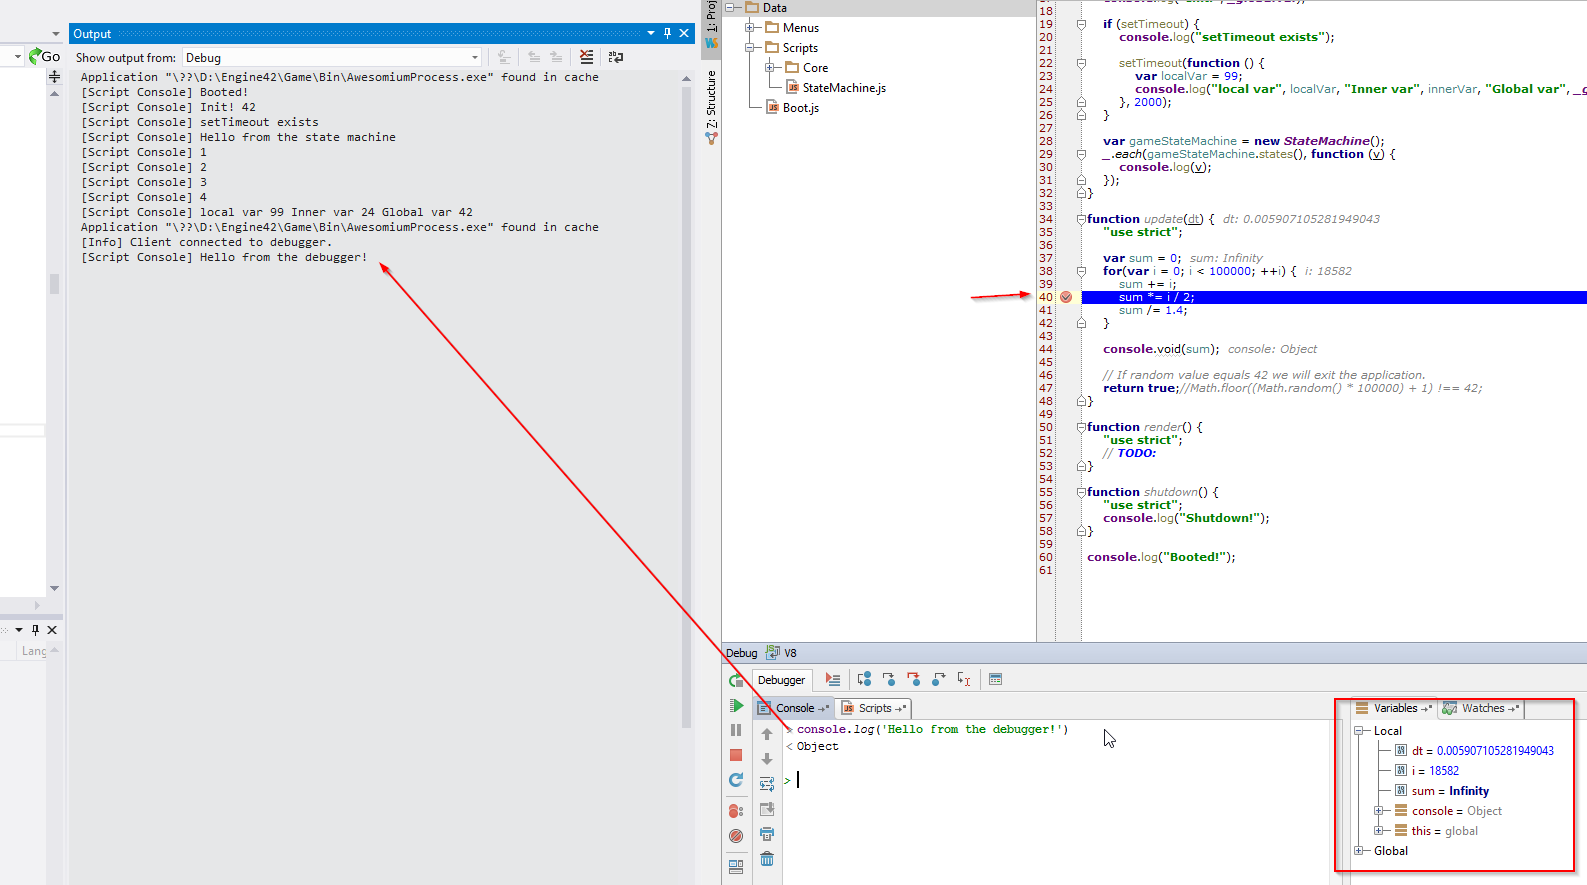 Output
Show output from: Debug
Go
Application "\??\D:\Engine42\Game\Bin\AwesomiumProcess.exe" found in cache
[Script Console] Booted!
[Script Console] Init! 42
[Script Console] setTimeout exists
[Script Console] Hello from the state machine
[Script Console] 1
[Script Console] 2
[Script Console] 3
[Script Console] 4
[Script Console] local var 99 Inner var 24 Global var 42
Application "\??\D:\Engine42\Game\Bin\AwesomiumProcess.exe" found in cache
[Info] Client connected to debugger.
[Script Console] Hello from the debugger!
Lang
1: Proj
Z: Structure
Data
Menus
Scripts
Core
StateMachine.js
Boot.js
18
19 if (setTimeout) {
20 console.log("setTimeout exists");
21
22 setTimeout(function () {
23 var localVar = 99;
24 console.log("local var", localVar, "Inner var", innerVar, "Global var", _g
25 }, 2000);
26 }
27
28 var gameStateMachine = new StateMachine();
29 _.each(gameStateMachine.states(), function (v) {
30 console.log(v);
31 });
32 }
33
34 function update(dt) { dt: 0.005907105281949043
35 "use strict";
36
37 var sum = 0; sum: Infinity
38 for(var i = 0; i < 100000; ++i) { i: 18582
39 sum += i;
40 sum *= i / 2;
41 sum /= 1.4;
42 }
43
44 console.void(sum); console: Object
45
46 // If random value equals 42 we will exit the application.
47 return true;//Math.floor((Math.random() * 100000) + 1) !== 42;
48 }
49
50 function render() {
51 "use strict";
52 // TODO:
53 }
54
55 function shutdown() {
56 "use strict";
57 console.log("Shutdown!");
58 }
59
60 console.log("Booted!");
61
Debug V8
Debugger
Console Scripts
> console.log('Hello from the debugger!')
< Object
>
Variables Watches
Local
dt = 0.005907105281949043
i = 18582
sum = Infinity
console = Object
this = global
Global